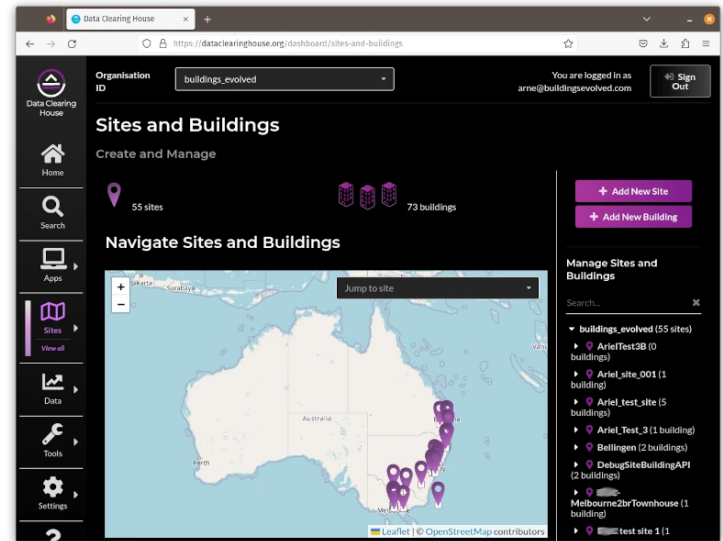 Data Clearing House
https://dataclearinghouse.org/dashboard/sites-and-buildings
Data Clearing
House
Home
Search
Apps
Sites
View all
Data
Tools
Settings
Organisation
ID
buildings_evolved
You are logged in as
arne@buildingsevolved.com
Sign
Out
Sites and Buildings
Create and Manage
55 sites
73 buildings
Navigate Sites and Buildings
+
−
Jump to site
Jakarta
Surabaya
Australia
Perth
Leaflet | © OpenStreetMap contributors
+ Add New Site
+ Add New Building
Manage Sites and
Buildings
Search...
buildings_evolved (55 sites)
ArielTest3B (0
buildings)
Ariel_site_001 (1
building)
Ariel_test_site (5
buildings)
Ariel_Test_3 (1 building)
Bellingen (2 buildings)
DebugSiteBuildingAPI
(2 buildings)
Melbourne2brTownhouse (1
building)
test site 1 (1